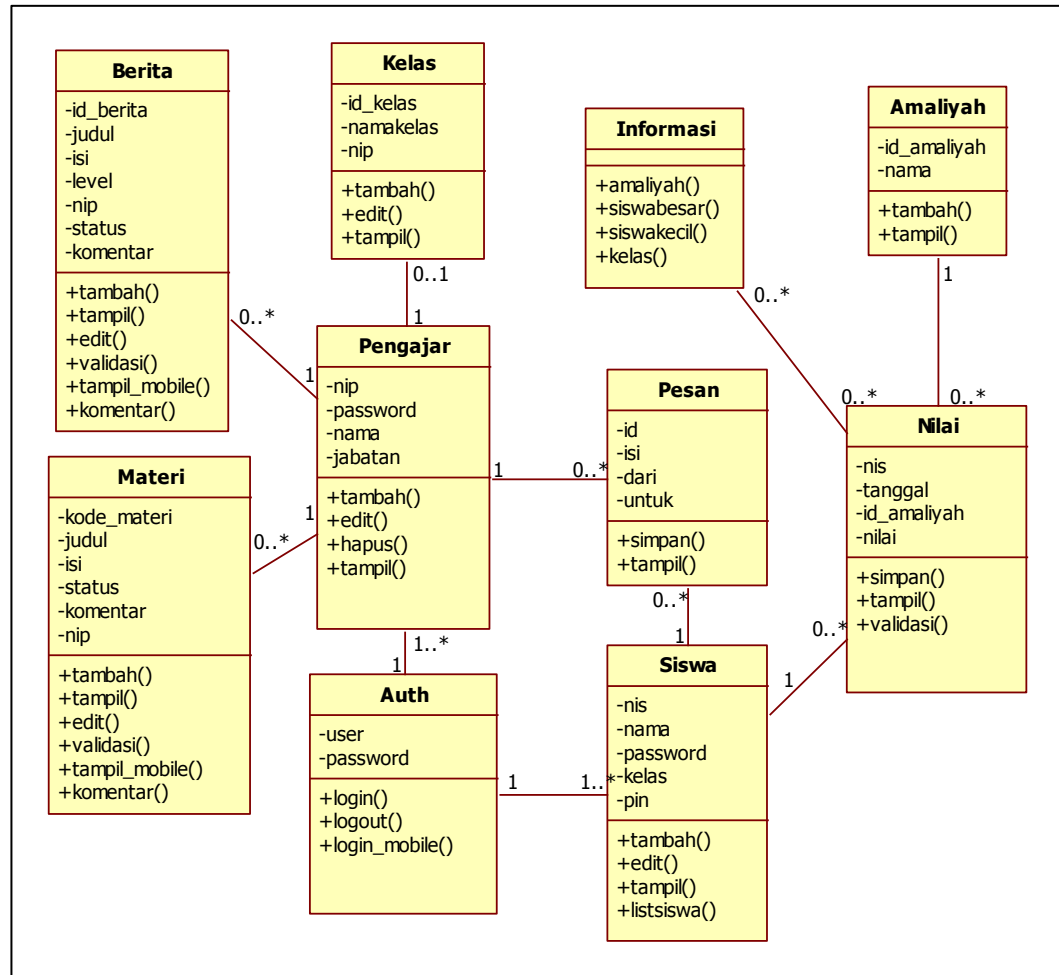 Berita
-id_berita
-judul
-isi
-level
-nip
-status
-komentar
+tambah()
+tampil()
+edit()
+validasi()
+tampil_mobile()
+komentar()
Kelas
-id_kelas
-namakelas
-nip
+tambah()
+edit()
+tampil()
Informasi
+amaliyah()
+siswabesar()
+siswakecil()
+kelas()
Amaliyah
-id_amaliyah
-nama
+tambah()
+tampil()
0..1
1
0..*
1
0..*
0..*
1
0..*
Pengajar
-nip
-password
-nama
-jabatan
+tambah()
+edit()
+hapus()
+tampil()
Pesan
-id
-isi
-dari
-untuk
+simpan()
+tampil()
Nilai
-nis
-tanggal
-id_amaliyah
-nilai
+simpan()
+tampil()
+validasi()
1
0..*
Materi
-kode_materi
-judul
-isi
-status
-komentar
-nip
+tambah()
+tampil()
+edit()
+validasi()
+tampil_mobile()
+komentar()
1
0..*
1..*
1
0..*
1
0..*
1
Auth
-user
-password
+login()
+logout()
+login_mobile()
1
1..*
Siswa
-nis
-nama
-password
-kelas
-pin
+tambah()
+edit()
+tampil()
+listsiswa()